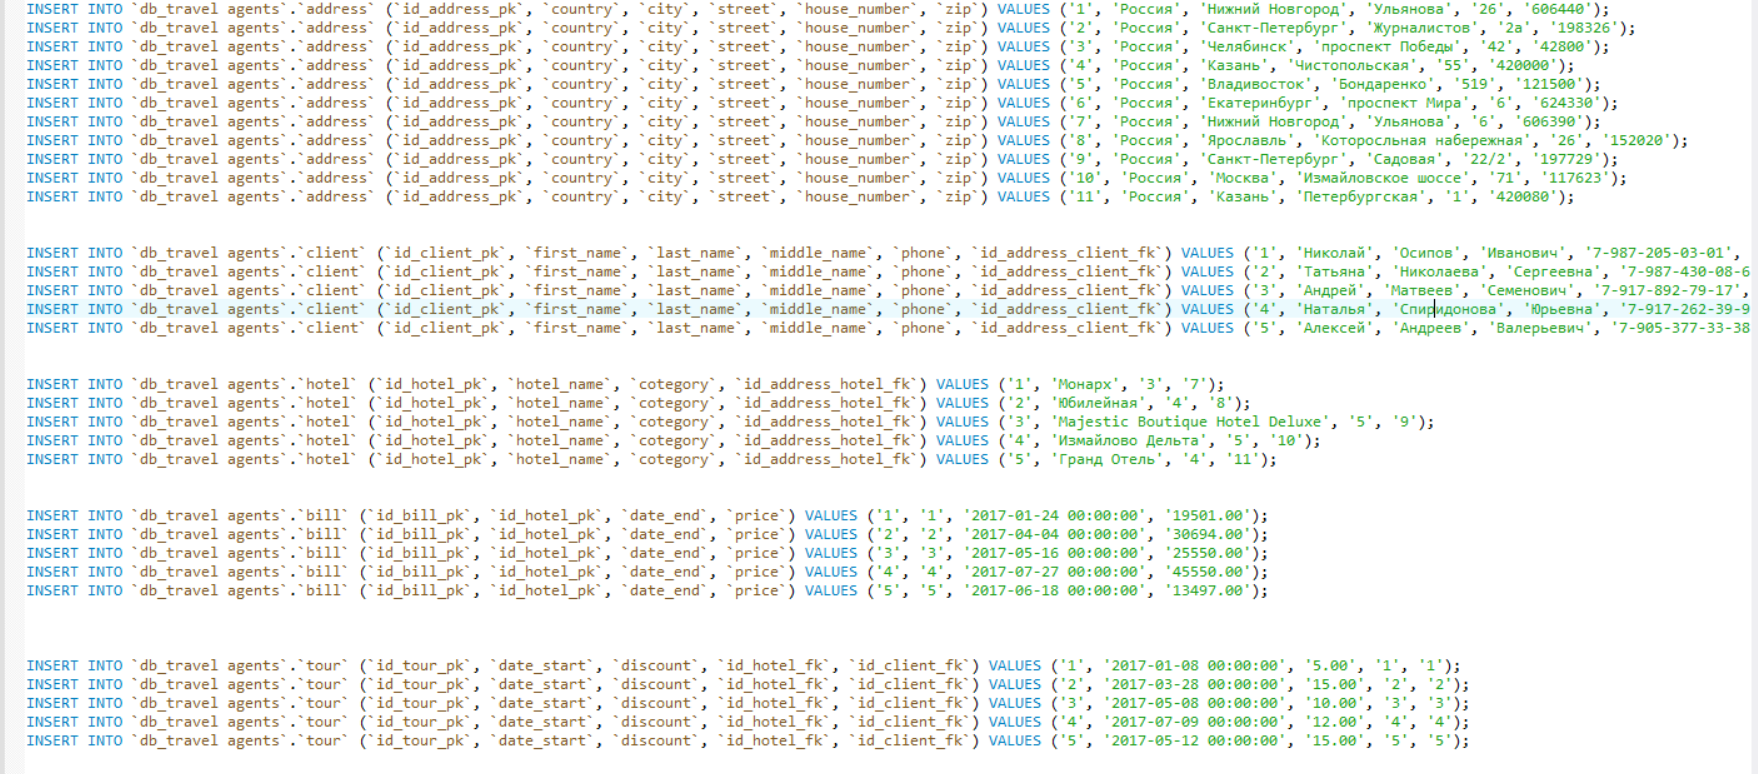 INSERT INTO `db_travel agents`.`address` (`id_address_pk`, `country`, `city`, `street`, `house_number`, `zip`) VALUES ('1', 'Россия', 'Нижний Новгород', 'Ульянова', '26', '606440');
INSERT INTO `db_travel agents`.`address` (`id_address_pk`, `country`, `city`, `street`, `house_number`, `zip`) VALUES ('2', 'Россия', 'Санкт-Петербург', 'Журналистов', '2а', '198326');
INSERT INTO `db_travel agents`.`address` (`id_address_pk`, `country`, `city`, `street`, `house_number`, `zip`) VALUES ('3', 'Россия', 'Челябинск', 'проспект Победы', '42', '42800');
INSERT INTO `db_travel agents`.`address` (`id_address_pk`, `country`, `city`, `street`, `house_number`, `zip`) VALUES ('4', 'Россия', 'Казань', 'Чистопольская', '55', '420000');
INSERT INTO `db_travel agents`.`address` (`id_address_pk`, `country`, `city`, `street`, `house_number`, `zip`) VALUES ('5', 'Россия', 'Владивосток', 'Бондаренко', '519', '121500');
INSERT INTO `db_travel agents`.`address` (`id_address_pk`, `country`, `city`, `street`, `house_number`, `zip`) VALUES ('6', 'Россия', 'Екатеринбург', 'проспект Мира', '6', '624330');
INSERT INTO `db_travel agents`.`address` (`id_address_pk`, `country`, `city`, `street`, `house_number`, `zip`) VALUES ('7', 'Россия', 'Нижний Новгород', 'Ульянова', '6', '606390');
INSERT INTO `db_travel agents`.`address` (`id_address_pk`, `country`, `city`, `street`, `house_number`, `zip`) VALUES ('8', 'Россия', 'Ярославль', 'Которосльная набережная', '26', '152020');
INSERT INTO `db_travel agents`.`address` (`id_address_pk`, `country`, `city`, `street`, `house_number`, `zip`) VALUES ('9', 'Россия', 'Санкт-Петербург', 'Садовая', '22/2', '197729');
INSERT INTO `db_travel agents`.`address` (`id_address_pk`, `country`, `city`, `street`, `house_number`, `zip`) VALUES ('10', 'Россия', 'Москва', 'Измайловское шоссе', '71', '117623');
INSERT INTO `db_travel agents`.`address` (`id_address_pk`, `country`, `city`, `street`, `house_number`, `zip`) VALUES ('11', 'Россия', 'Казань', 'Петербургская', '1', '420080');
INSERT INTO `db_travel agents`.`client` (`id_client_pk`, `first_name`, `last_name`, `middle_name`, `phone`, `id_address_client_fk`) VALUES ('1', 'Николай', 'Осипов', 'Иванович', '7-987-205-03-01',
INSERT INTO `db_travel agents`.`client` (`id_client_pk`, `first_name`, `last_name`, `middle_name`, `phone`, `id_address_client_fk`) VALUES ('2', 'Татьяна', 'Николаева', 'Сергеевна', '7-987-430-08-6
INSERT INTO `db_travel agents`.`client` (`id_client_pk`, `first_name`, `last_name`, `middle_name`, `phone`, `id_address_client_fk`) VALUES ('3', 'Андрей', 'Матвеев', 'Семенович', '7-917-892-79-17',
INSERT INTO `db_travel agents`.`client` (`id_client_pk`, `first_name`, `last_name`, `middle_name`, `phone`, `id_address_client_fk`) VALUES ('4', 'Наталья', 'Спиридонова', 'Юрьевна', '7-917-262-39-9
INSERT INTO `db_travel agents`.`client` (`id_client_pk`, `first_name`, `last_name`, `middle_name`, `phone`, `id_address_client_fk`) VALUES ('5', 'Алексей', 'Андреев', 'Валерьевич', '7-905-377-33-38
INSERT INTO `db_travel agents`.`hotel` (`id_hotel_pk`, `hotel_name`, `cotegory`, `id_address_hotel_fk`) VALUES ('1', 'Монарх', '3', '7');
INSERT INTO `db_travel agents`.`hotel` (`id_hotel_pk`, `hotel_name`, `cotegory`, `id_address_hotel_fk`) VALUES ('2', 'Юбилейная', '4', '8');
INSERT INTO `db_travel agents`.`hotel` (`id_hotel_pk`, `hotel_name`, `cotegory`, `id_address_hotel_fk`) VALUES ('3', 'Majestic Boutique Hotel Deluxe', '5', '9');
INSERT INTO `db_travel agents`.`hotel` (`id_hotel_pk`, `hotel_name`, `cotegory`, `id_address_hotel_fk`) VALUES ('4', 'Измайлово Дельта', '5', '10');
INSERT INTO `db_travel agents`.`hotel` (`id_hotel_pk`, `hotel_name`, `cotegory`, `id_address_hotel_fk`) VALUES ('5', 'Гранд Отель', '4', '11');
INSERT INTO `db_travel agents`.`bill` (`id_bill_pk`, `id_hotel_pk`, `date_end`, `price`) VALUES ('1', '1', '2017-01-24 00:00:00', '19501.00');
INSERT INTO `db_travel agents`.`bill` (`id_bill_pk`, `id_hotel_pk`, `date_end`, `price`) VALUES ('2', '2', '2017-04-04 00:00:00', '30694.00');
INSERT INTO `db_travel agents`.`bill` (`id_bill_pk`, `id_hotel_pk`, `date_end`, `price`) VALUES ('3', '3', '2017-05-16 00:00:00', '25550.00');
INSERT INTO `db_travel agents`.`bill` (`id_bill_pk`, `id_hotel_pk`, `date_end`, `price`) VALUES ('4', '4', '2017-07-27 00:00:00', '45550.00');
INSERT INTO `db_travel agents`.`bill` (`id_bill_pk`, `id_hotel_pk`, `date_end`, `price`) VALUES ('5', '5', '2017-06-18 00:00:00', '13497.00');
INSERT INTO `db_travel agents`.`tour` (`id_tour_pk`, `date_start`, `discount`, `id_hotel_fk`, `id_client_fk`) VALUES ('1', '2017-01-08 00:00:00', '5.00', '1', '1');
INSERT INTO `db_travel agents`.`tour` (`id_tour_pk`, `date_start`, `discount`, `id_hotel_fk`, `id_client_fk`) VALUES ('2', '2017-03-28 00:00:00', '15.00', '2', '2');
INSERT INTO `db_travel agents`.`tour` (`id_tour_pk`, `date_start`, `discount`, `id_hotel_fk`, `id_client_fk`) VALUES ('3', '2017-05-08 00:00:00', '10.00', '3', '3');
INSERT INTO `db_travel agents`.`tour` (`id_tour_pk`, `date_start`, `discount`, `id_hotel_fk`, `id_client_fk`) VALUES ('4', '2017-07-09 00:00:00', '12.00', '4', '4');
INSERT INTO `db_travel agents`.`tour` (`id_tour_pk`, `date_start`, `discount`, `id_hotel_fk`, `id_client_fk`) VALUES ('5', '2017-05-12 00:00:00', '15.00', '5', '5');